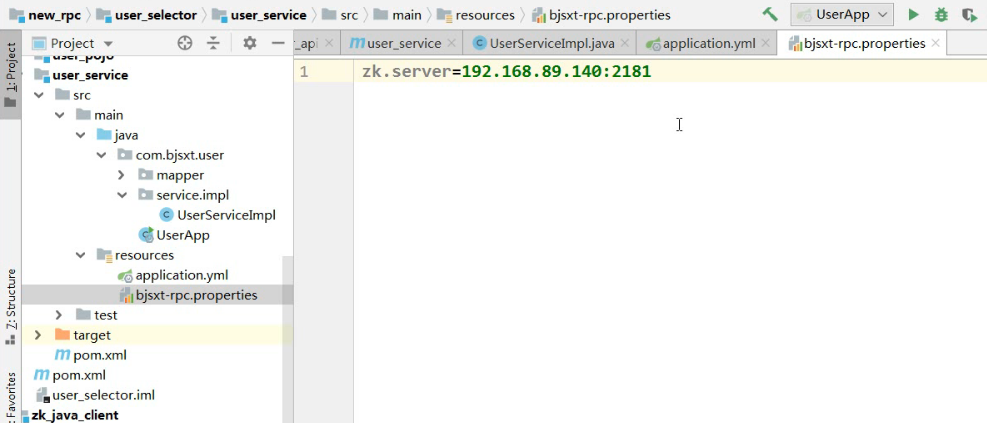 new_rpc user_selector user_service src main resources bjsxt-rpc.properties UserApp
1: Project
Project
_api user_service UserServiceImpl.java application.yml bjsxt-rpc.properties
user_service
1 zk.server=192.168.89.140:2181
src
main
java
com.bjsxt.user
mapper
service.impl
UserServiceImpl
UserApp
resources
application.yml
bjsxt-rpc.properties
test
target
pom.xml
pom.xml
user_selector.iml
zk_java_client
Z: Structure
Favorites